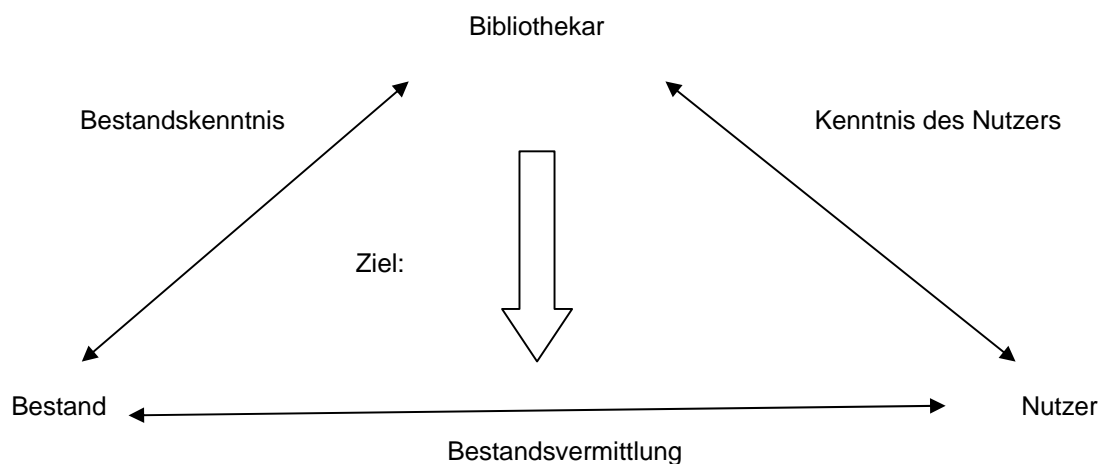 Bibliothekar
Bestandskenntnis
Kenntnis des Nutzers
Ziel:
Bestand
Nutzer
Bestandsvermittlung